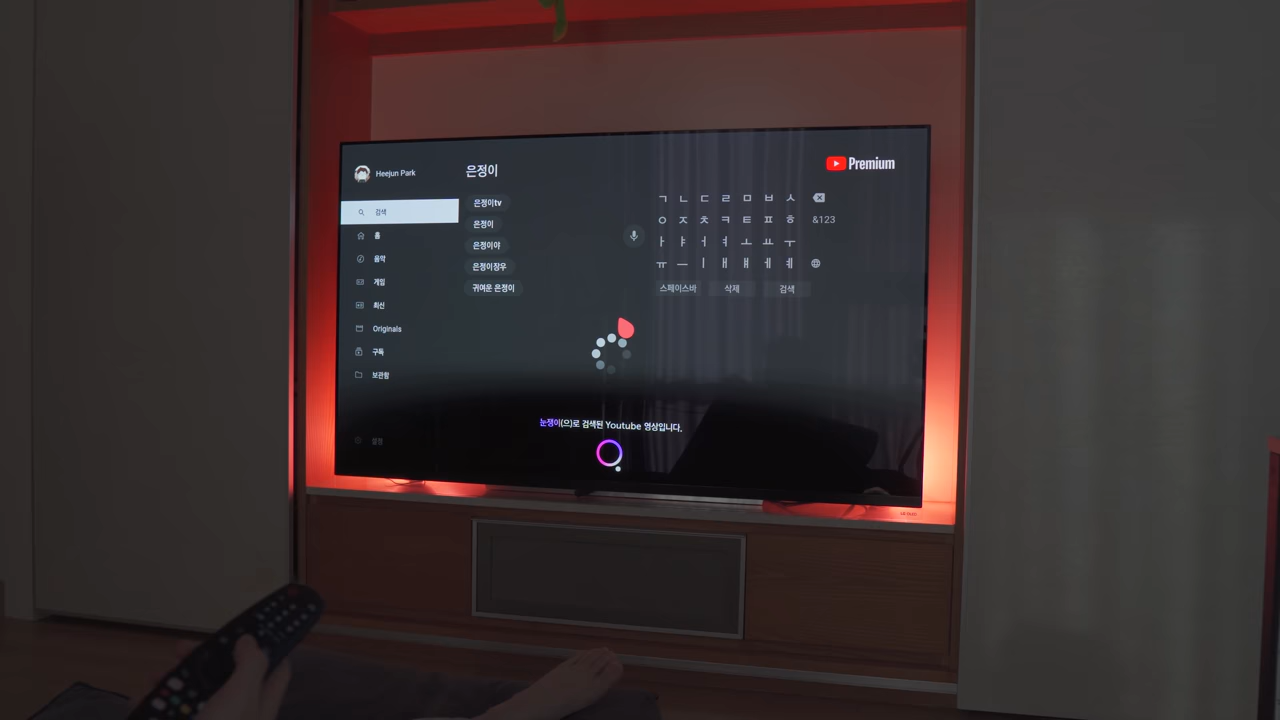 Heejun Park
은정이
Premium
검색
홈
음악
게임
최신
Originals
구독
보관함
설정
은정이tv
은정이
은정이야
은정이장우
귀여운 은정이
ㄱ ㄴ ㄷ ㄹ ㅁ ㅂ ㅅ
ㅇ ㅈ ㅊ ㅋ ㅌ ㅍ ㅎ &123
ㅏ ㅑ ㅓ ㅕ ㅗ ㅛ ㅜ
ㅠ ㅡ ㅣ ㅐ ㅒ ㅔ ㅖ
스페이스바 삭제 검색
눈쟁이(으)로 검색된 Youtube 영상입니다.